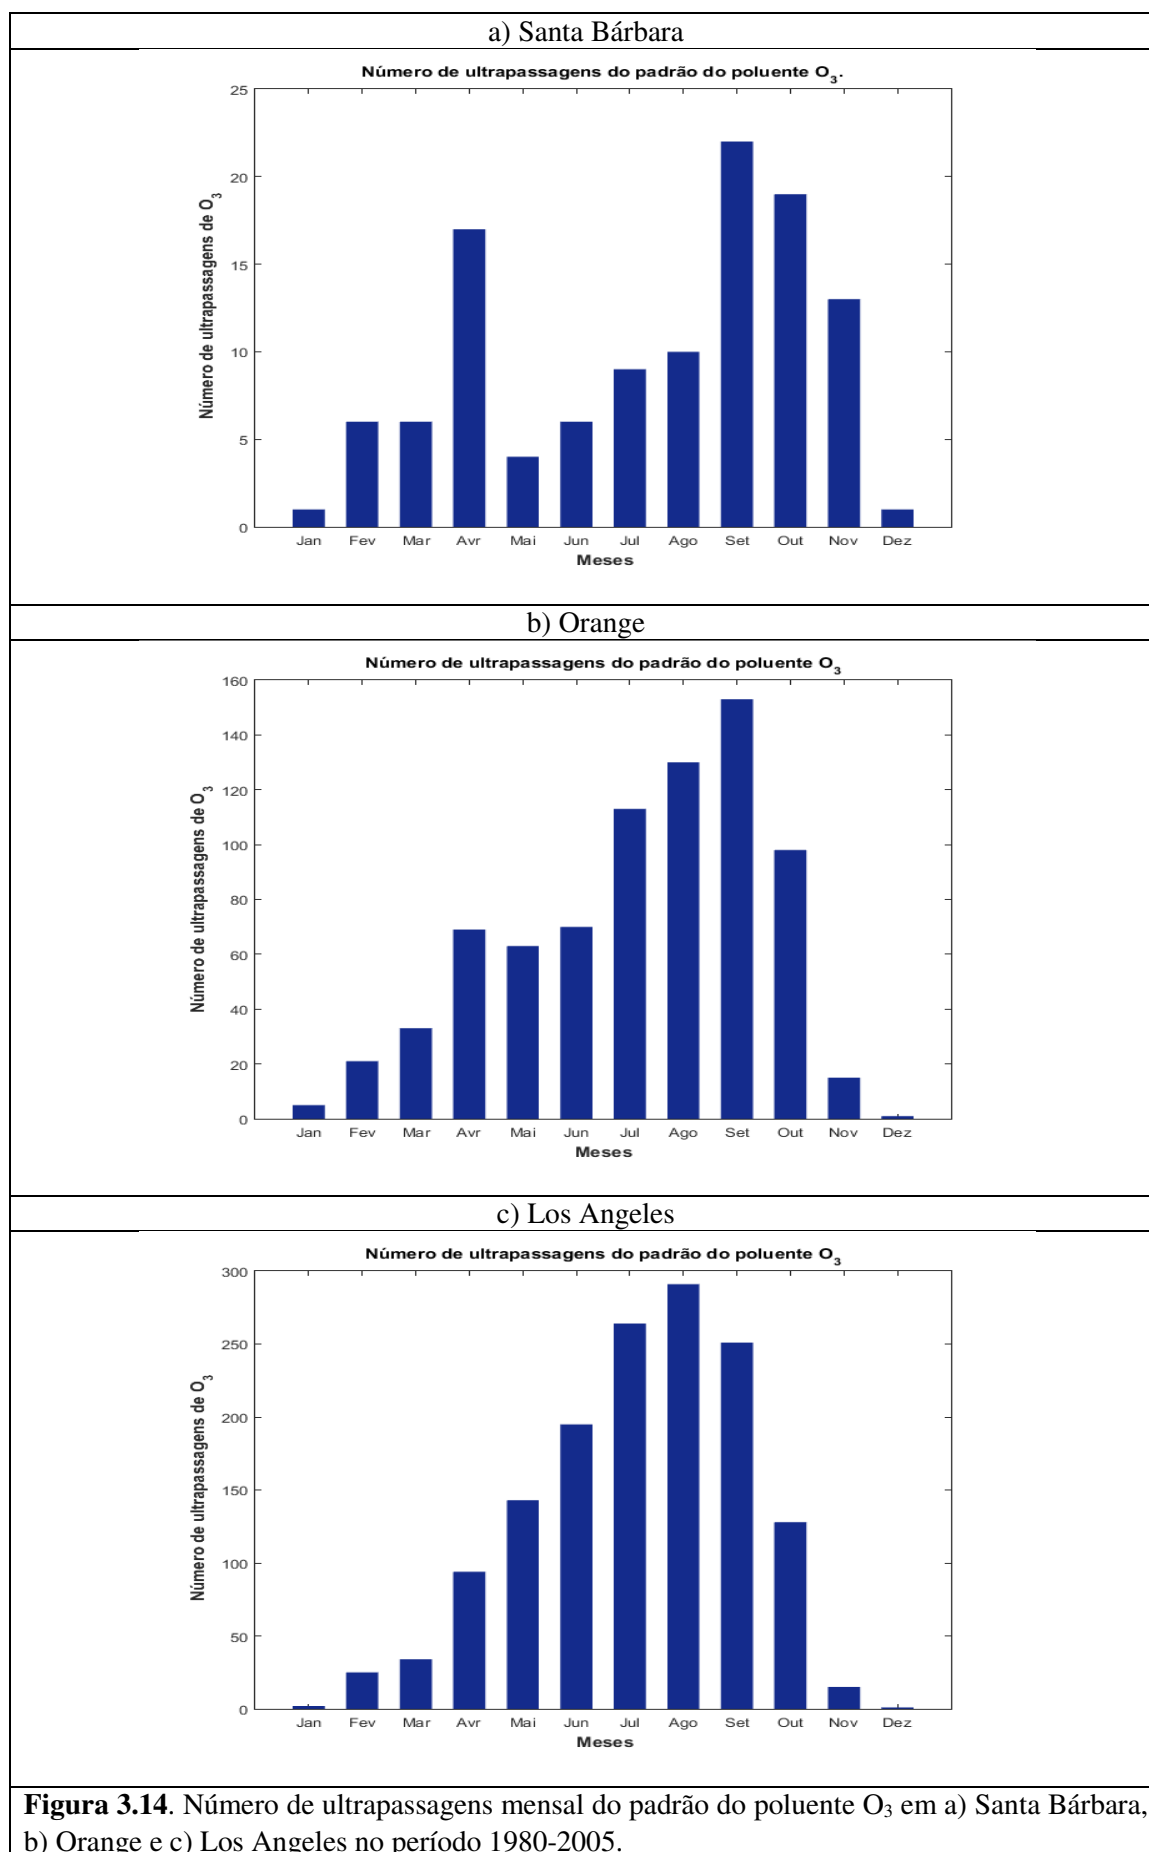 a) Santa Bárbara
Número de ultrapassagens do padrão do poluente O₃.
Número de ultrapassagens de O₃
25
20
15
10
5
0
Jan Fev Mar Avr Mai Jun Jul Ago Set Out Nov Dez
Meses
b) Orange
Número de ultrapassagens do padrão do poluente O₃
Número de ultrapassagens de O₃
160
140
120
100
80
60
40
20
0
Jan Fev Mar Avr Mai Jun Jul Ago Set Out Nov Dez
Meses
c) Los Angeles
Número de ultrapassagens do padrão do poluente O₃
Número de ultrapassagens de O₃
300
250
200
150
100
50
0
Jan Fev Mar Avr Mai Jun Jul Ago Set Out Nov Dez
Meses
Figura 3.14. Número de ultrapassagens mensal do padrão do poluente O₃ em a) Santa Bárbara,
b) Orange e c) Los Angeles no período 1980-2005.